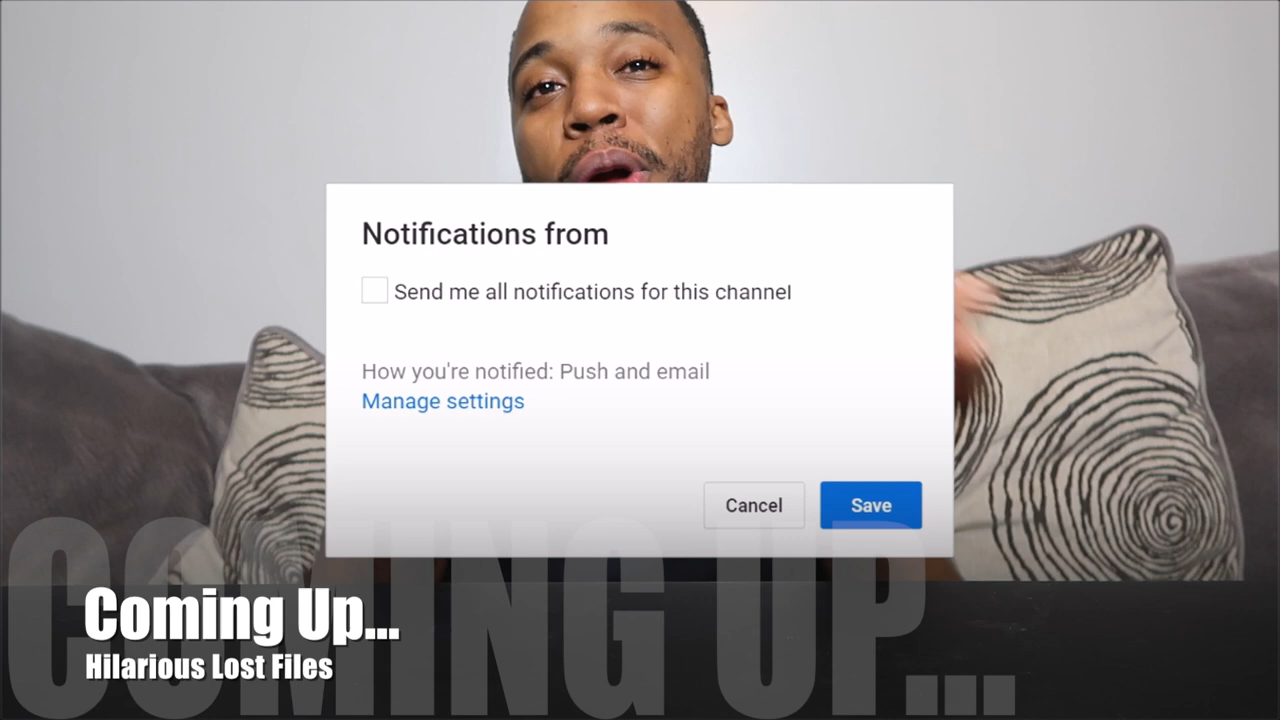 Notifications from
Send me all notifications for this channel
How you're notified: Push and email
Manage settings
Cancel Save
COMING UP...
Coming Up...
Hilarious Lost Files